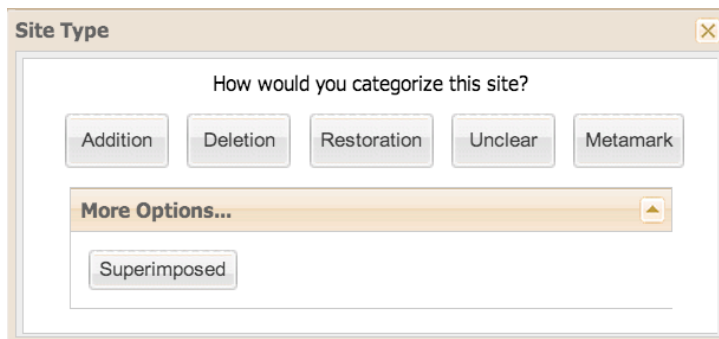 Site Type
How would you categorize this site?
Addition Deletion Restoration Unclear Metamark
More Options...
Superimposed